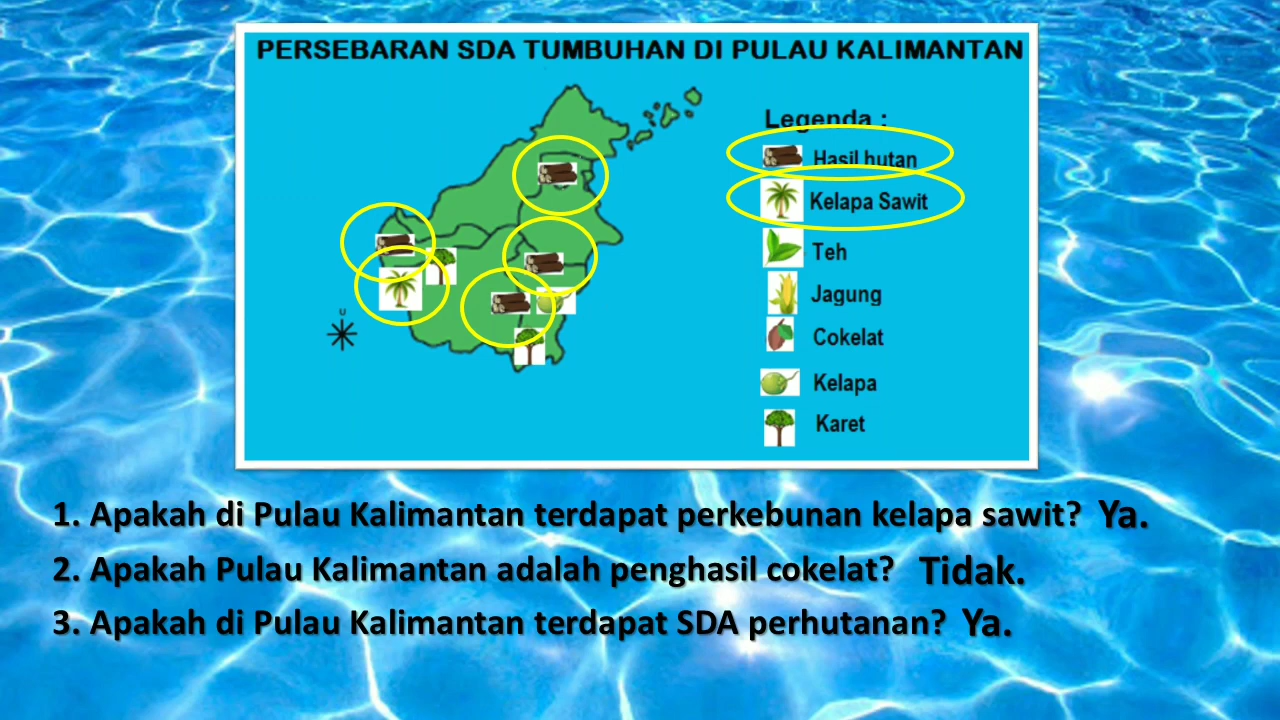 PERSEBARAN SDA TUMBUHAN DI PULAU KALIMANTAN
Legenda :
Hasil hutan
Kelapa Sawit
Teh
Jagung
Cokelat
Kelapa
Karet
U
1. Apakah di Pulau Kalimantan terdapat perkebunan kelapa sawit? Ya.
2. Apakah Pulau Kalimantan adalah penghasil cokelat? Tidak.
3. Apakah di Pulau Kalimantan terdapat SDA perhutanan? Ya.